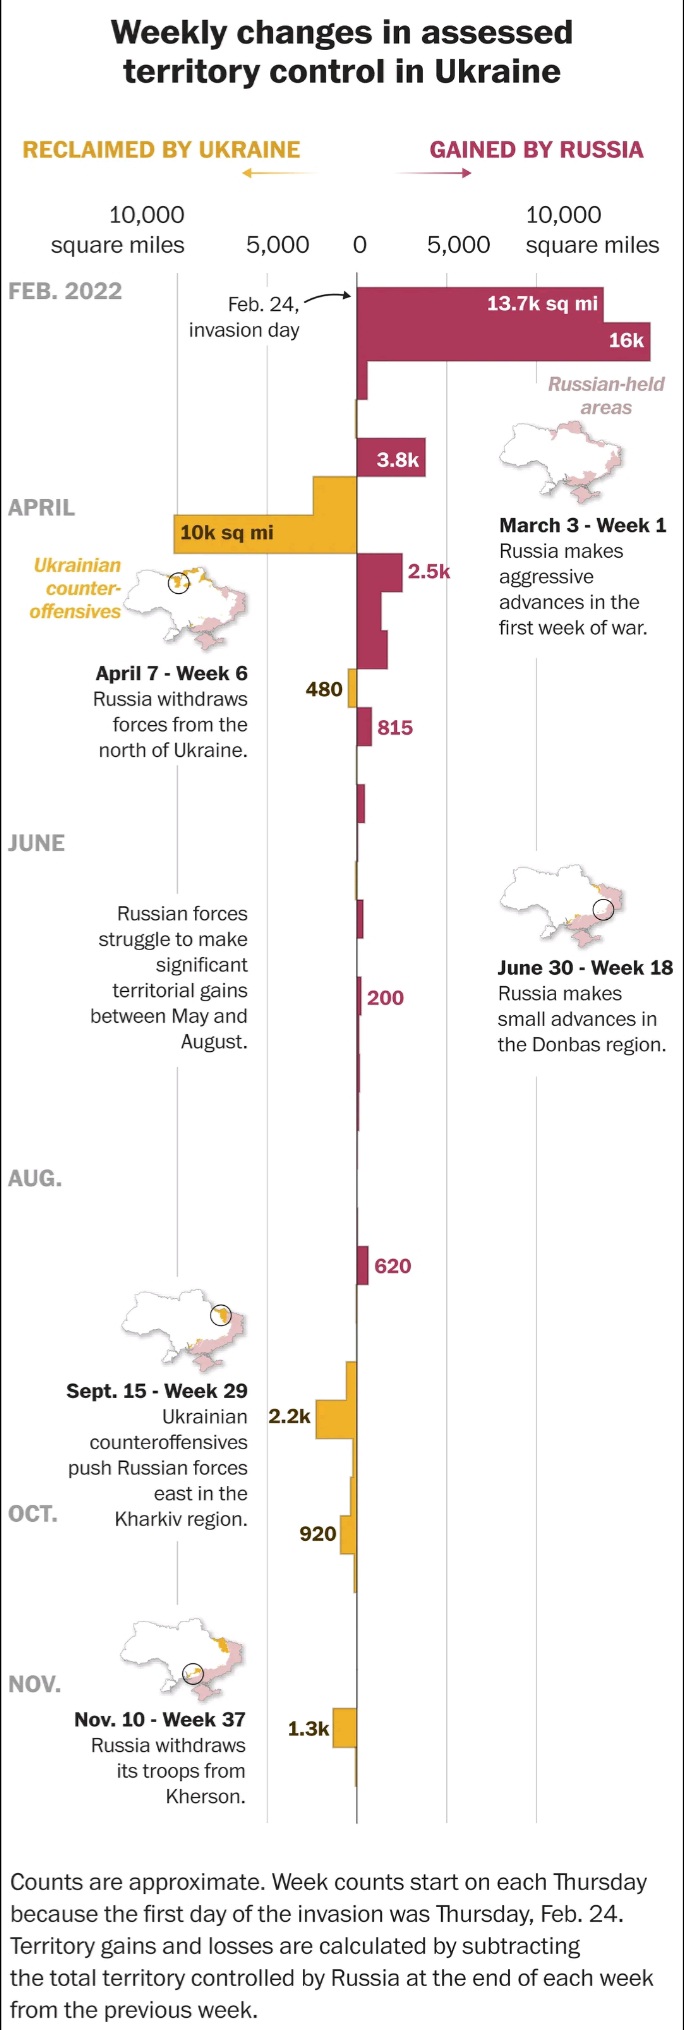 Weekly changes in assessed
territory control in Ukraine
RECLAIMED BY UKRAINE
GAINED BY RUSSIA
10,000
square miles
5,000
0
5,000
10,000
square miles
FEB. 2022
Feb. 24,
invasion day
13.7k sq mi
16k
Russian-held
areas
3.8k
March 3 - Week 1
Russia makes
aggressive
advances in the
first week of war.
APRIL
10k sq mi
Ukrainian
counter-
offensives
2.5k
April 7 - Week 6
Russia withdraws
forces from the
north of Ukraine.
480
815
JUNE
Russian forces
struggle to make
significant
territorial gains
between May and
August.
June 30 - Week 18
Russia makes
small advances in
the Donbas region.
200
AUG.
620
Sept. 15 - Week 29
Ukrainian
counteroffensives
push Russian forces
east in the
Kharkiv region.
2.2k
OCT.
920
NOV.
Nov. 10 - Week 37
Russia withdraws
its troops from
Kherson.
1.3k
Counts are approximate. Week counts start on each Thursday
because the first day of the invasion was Thursday, Feb. 24.
Territory gains and losses are calculated by subtracting
the total territory controlled by Russia at the end of each week
from the previous week.